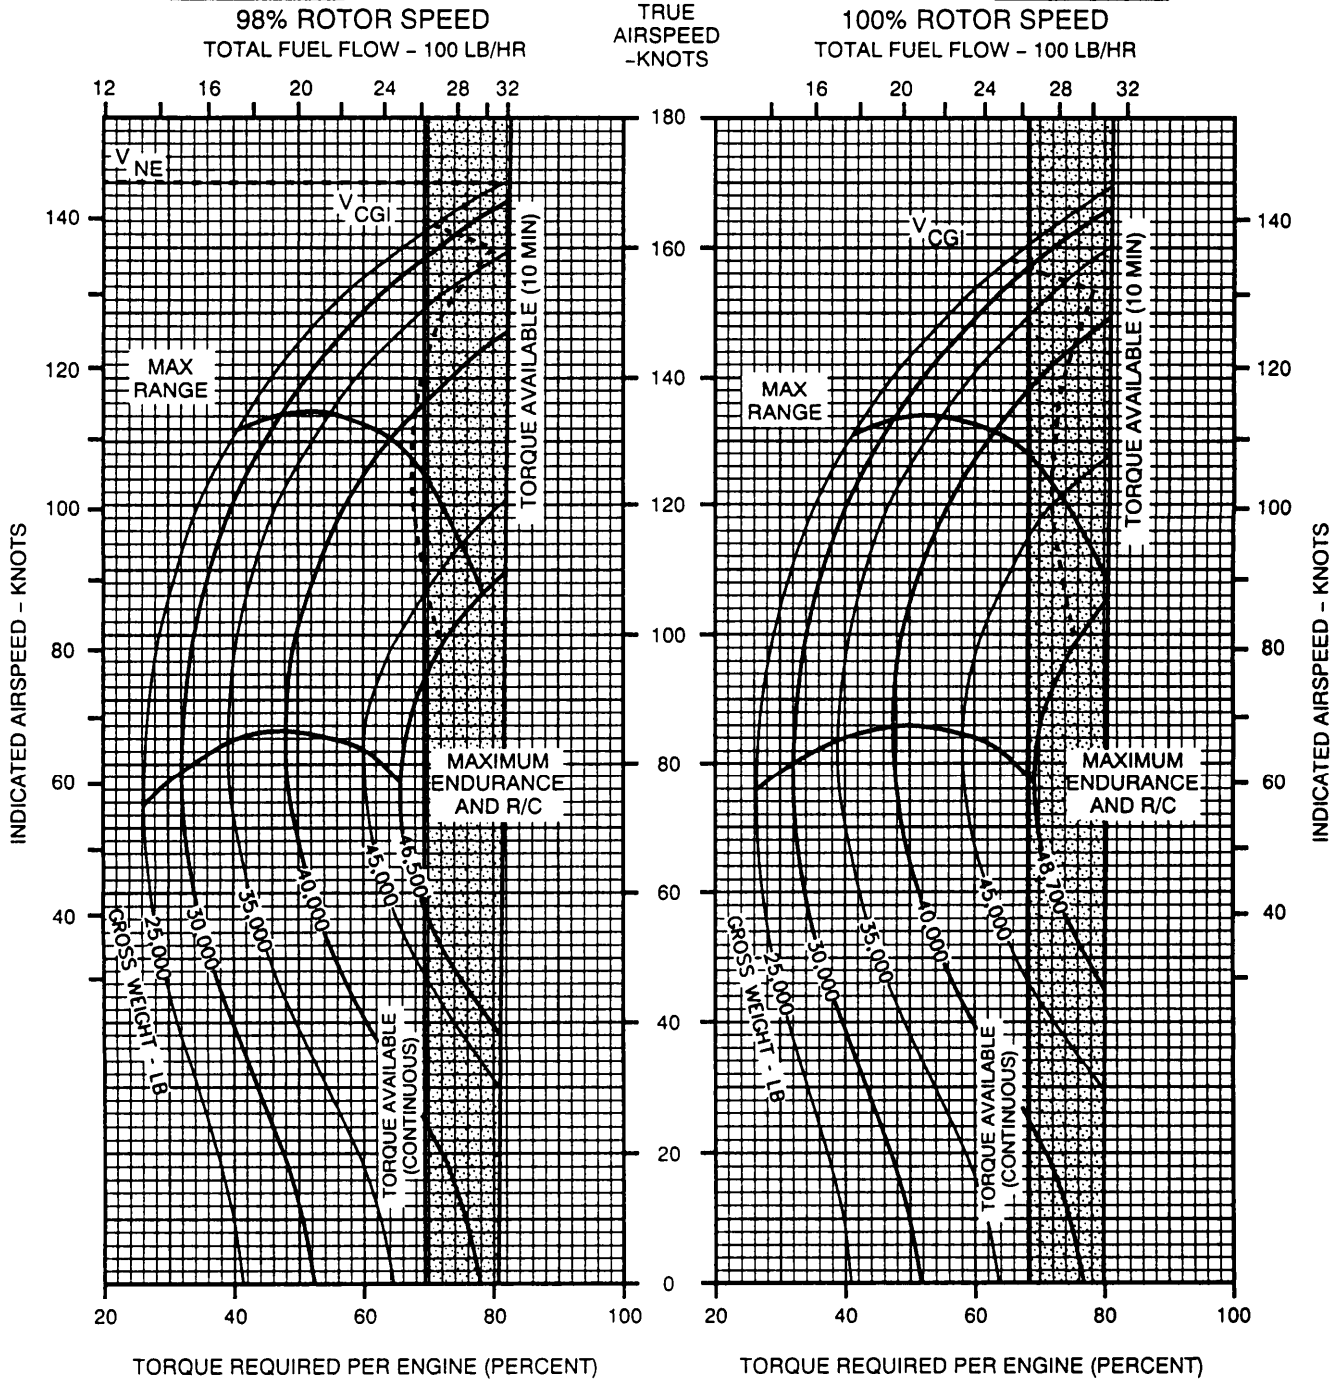 98% ROTOR SPEED
TOTAL FUEL FLOW – 100 LB/HR
TRUE
AIRSPEED
–KNOTS
100% ROTOR SPEED
TOTAL FUEL FLOW – 100 LB/HR
12 16 20 24 28 32
16 20 24 28 32
V NE
V CGI
MAX
RANGE
TORQUE AVAILABLE (10 MIN)
MAXIMUM
ENDURANCE
AND R/C
GROSS WEIGHT - LB
25,000
30,000
35,000
40,000
45,000
46,500
TORQUE AVAILABLE
(CONTINUOUS)
INDICATED AIRSPEED – KNOTS
140
120
100
80
60
40
180
160
140
120
100
80
60
40
20
0
V CGI
MAX
RANGE
TORQUE AVAILABLE (10 MIN)
MAXIMUM
ENDURANCE
AND R/C
GROSS WEIGHT - LB
25,000
30,000
35,000
40,000
45,000
48,700
TORQUE AVAILABLE
(CONTINUOUS)
140
120
100
80
60
40
INDICATED AIRSPEED – KNOTS
20 40 60 80 100
20 40 60 80 100
TORQUE REQUIRED PER ENGINE (PERCENT)
TORQUE REQUIRED PER ENGINE (PERCENT)